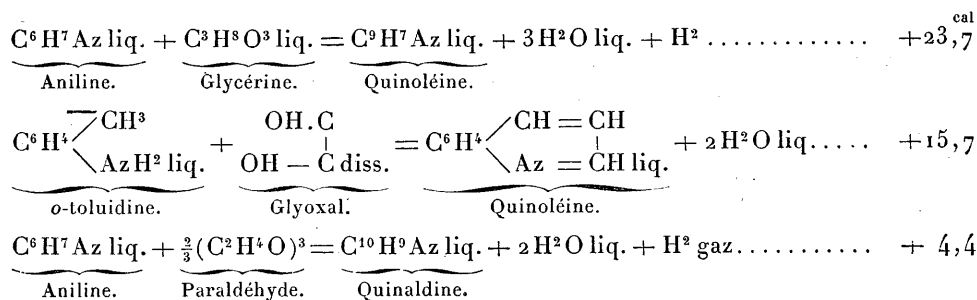 cal
C⁶H⁷Az liq. + C³H⁸O³ liq. = C⁹H⁷Az liq. + 3H²O liq. + H² ............. +23,7
Aniline. Glycérine. Quinoléine.
CH³ OH.C CH = CH
C⁶H⁴ + = C⁶H⁴ + 2H²O liq..... +15,7
AzH² liq. OH — C diss. Az = CH liq.
o-toluidine. Glyoxal. Quinoléine.
C⁶H⁷Az liq. + ⅔(C²H⁴O)³ = C¹⁰H⁹Az liq. + 2H²O liq. + H² gaz.......... + 4,4
Aniline. Paraldéhyde. Quinaldine.